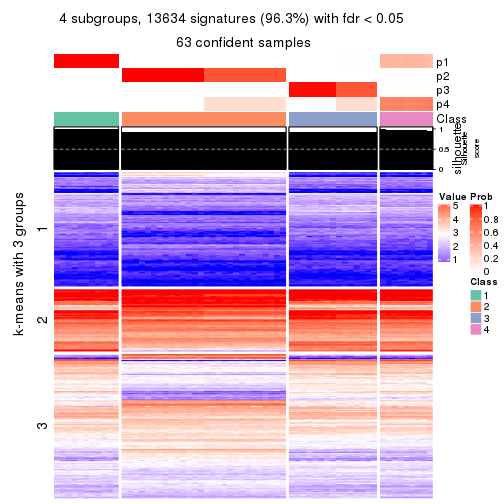 4 subgroups, 13634 signatures (96.3%) with fdr < 0.05
63 confident samples
p1
p2
p3
p4
Class
silhouette
Silhouette
score
1
0.5
0
k-means with 3 groups
1
2
3
Value
5
4
3
2
1
Prob
1
0.8
0.6
0.4
0.2
0
Class
1
2
3
4